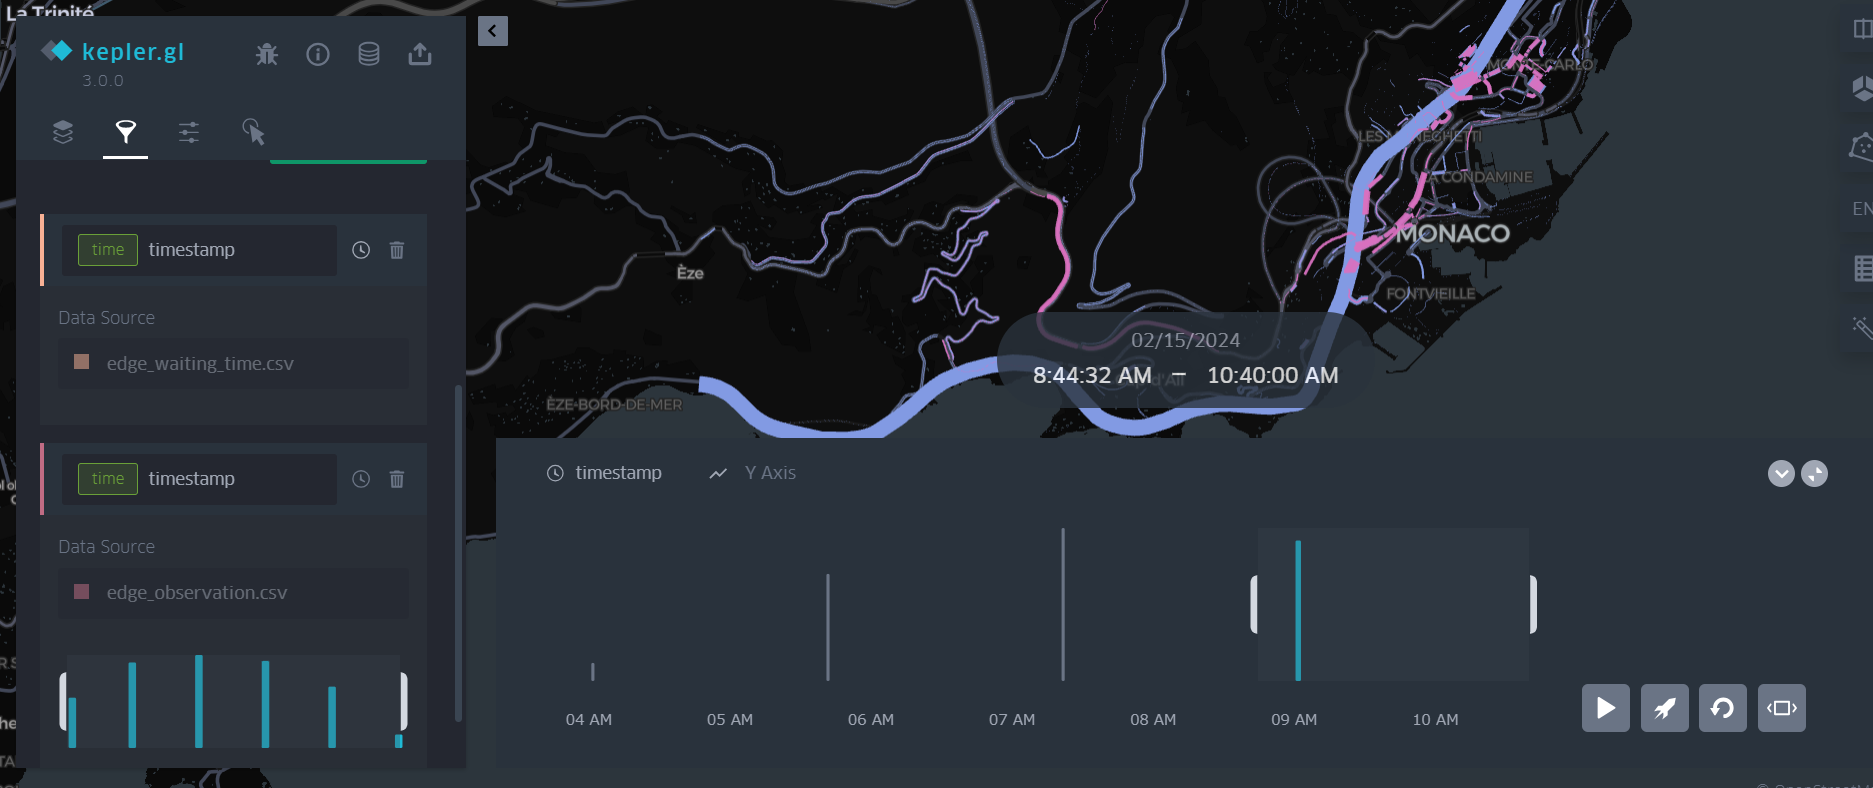 La Trinité
kepler.gl
3.0.0
time timestamp
Data Source
edge_waiting_time.csv
time timestamp
Data Source
edge_observation.csv
MONTE-CARLO
LES MONEGHETTI
LA CONDAMINE
MONACO
FONTVIEILLE
Èze
ÈZE-BORD-DE-MER
02/15/2024
8:44:32 AM – 10:40:00 AM
EN
timestamp Y Axis
04 AM 05 AM 06 AM 07 AM 08 AM 09 AM 10 AM